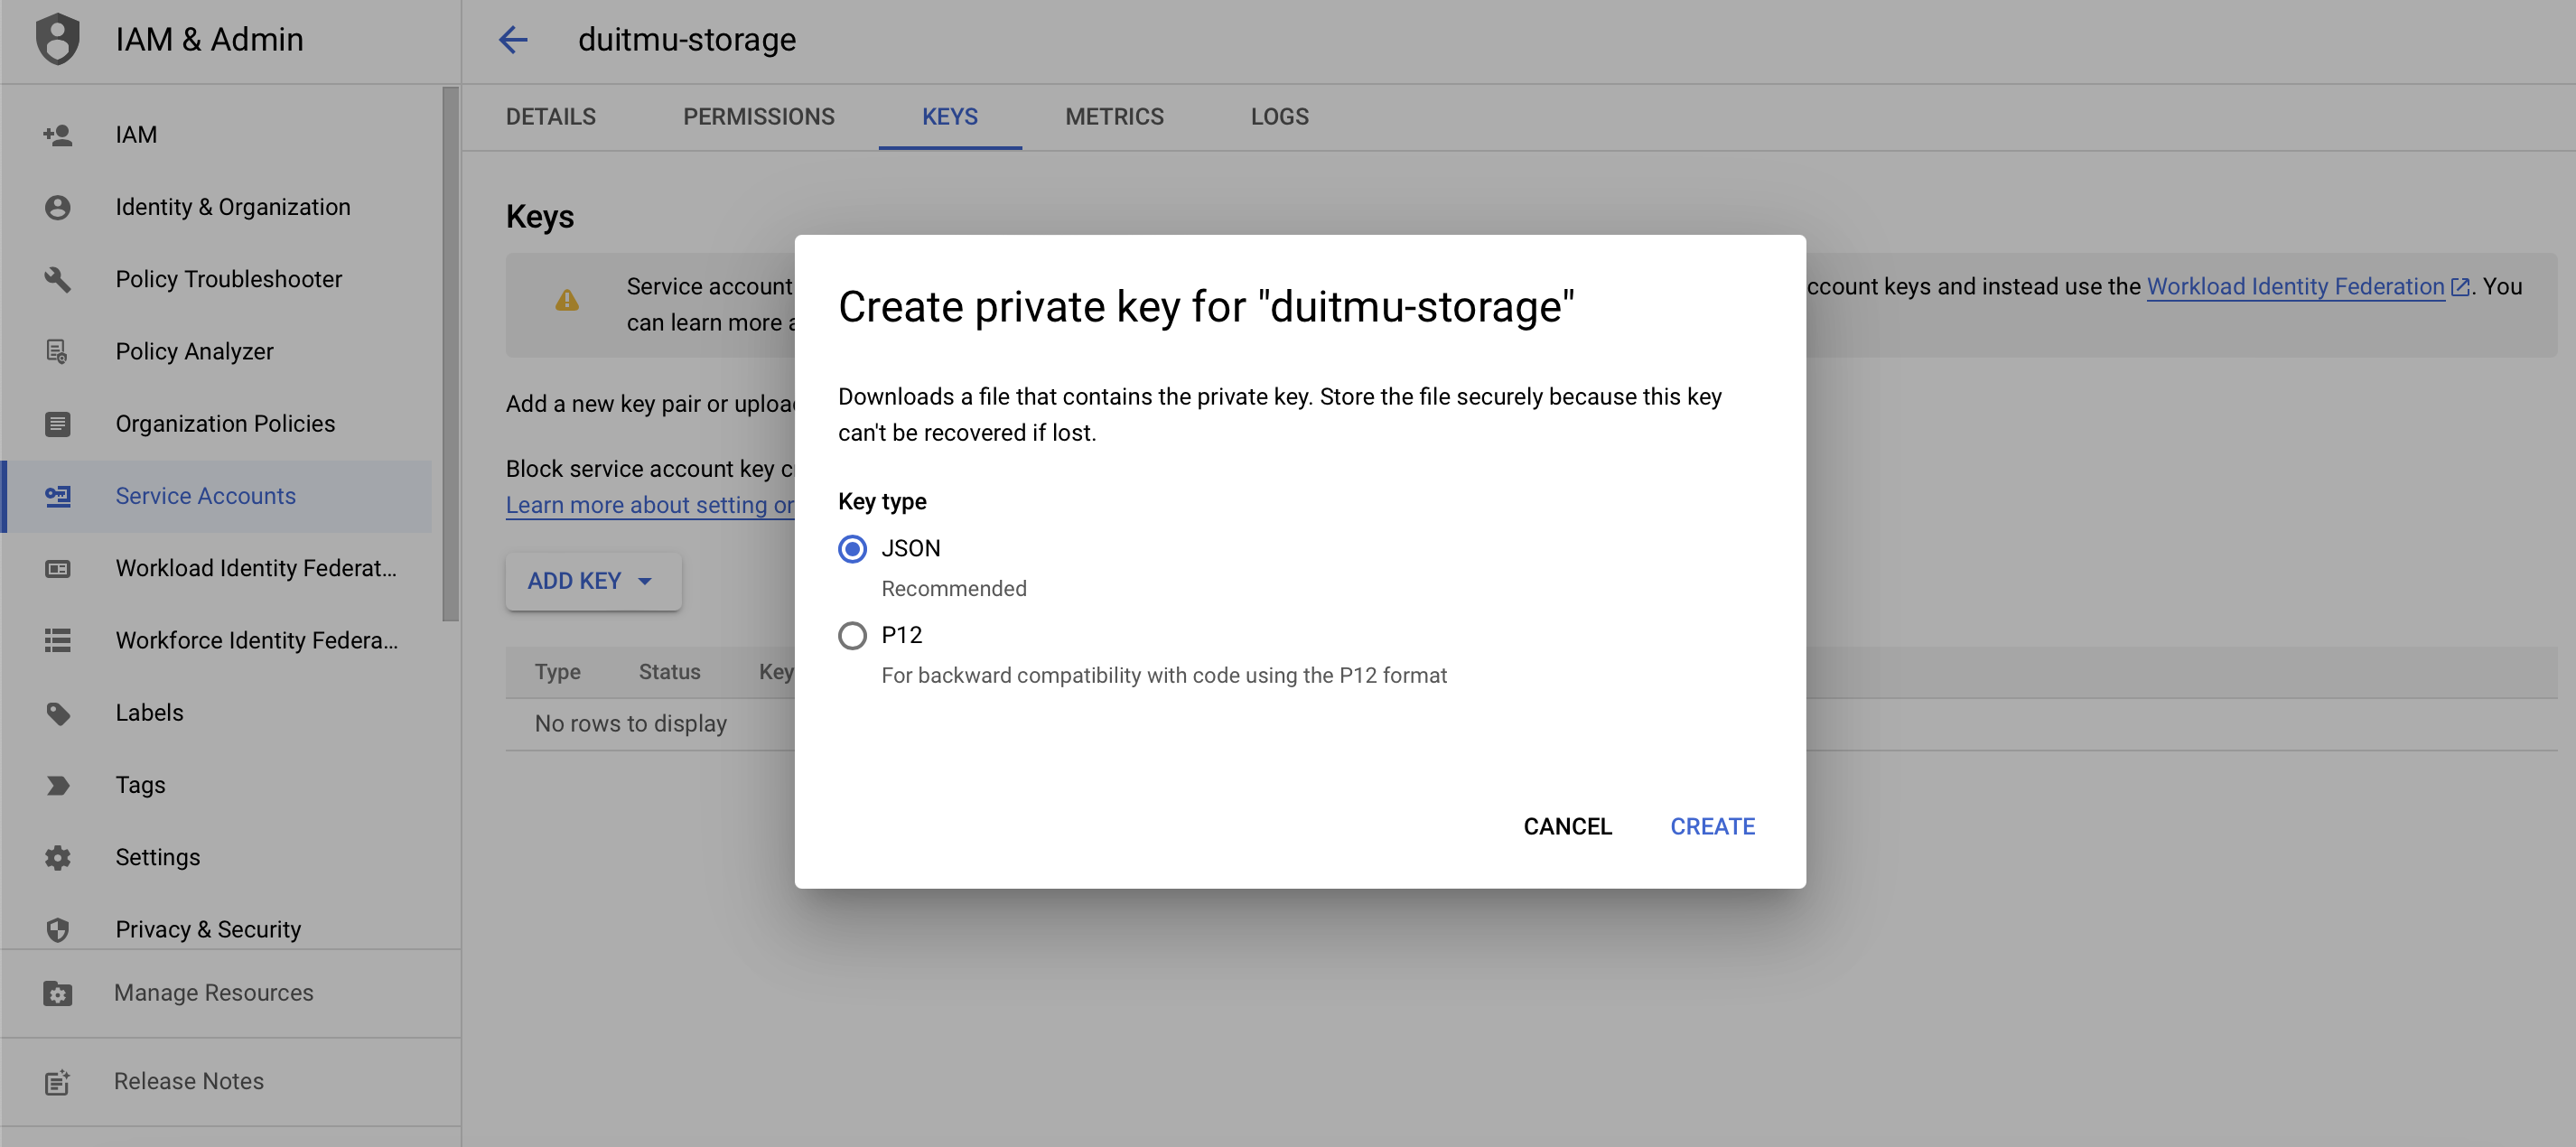 IAM & Admin
duitmu-storage
DETAILS PERMISSIONS KEYS METRICS LOGS
IAM
Identity & Organization
Policy Troubleshooter
Policy Analyzer
Organization Policies
Service Accounts
Workload Identity Federat...
Workforce Identity Federa...
Labels
Tags
Settings
Privacy & Security
Manage Resources
Release Notes
Keys
Service account ccount keys and instead use the Workload Identity Federation. You
can learn more
Add a new key pair or uploa
Block service account key c
Learn more about setting or
ADD KEY
Type Status Key
No rows to display
Create private key for "duitmu-storage"
Downloads a file that contains the private key. Store the file securely because this key
can't be recovered if lost.
Key type
JSON
Recommended
P12
For backward compatibility with code using the P12 format
CANCEL CREATE